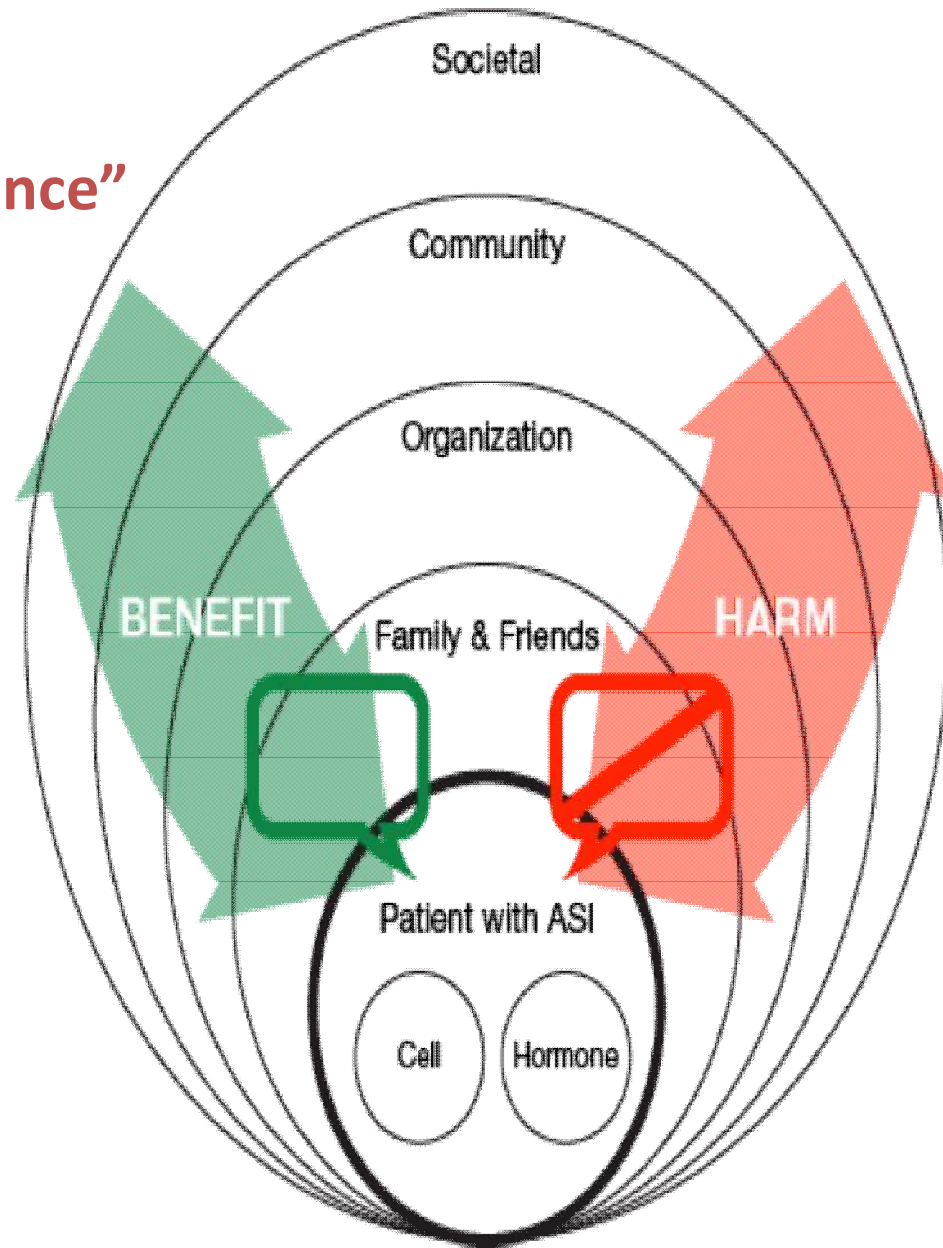 Societal
nce”
Community
Organization
BENEFIT
Family & Friends
HARM
Patient with ASI
Cell
Hormone